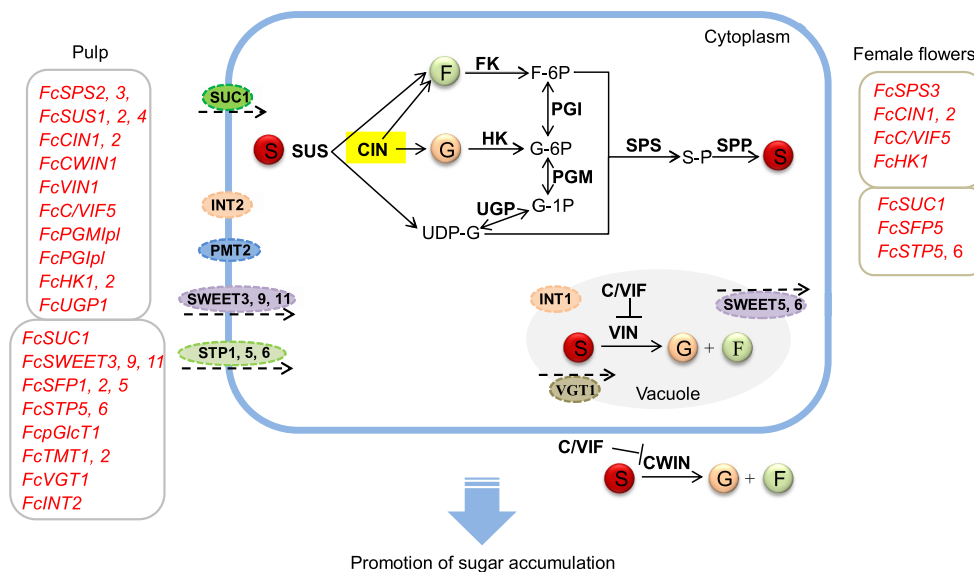 Pulp
FcSPS2, 3,
FcSUS1, 2, 4
FcCIN1, 2
FcCWIN1
FcVIN1
FcC/VIF5
FcPGMIpl
FcPGIpl
FcHK1, 2
FcUGP1
FcSUC1
FcSWEET3, 9, 11
FcSFP1, 2, 5
FcSTP5, 6
FcpGlcT1
FcTMT1, 2
FcVGT1
FcINT2
Cytoplasm
SUC1
INT2
PMT2
SWEET3, 9, 11
STP1, 5, 6
S SUS
CIN
F FK F-6P
PGI
G HK G-6P
PGM
UGP G-1P
UDP-G
SPS S-P SPP S
INT1
C/VIF
SWEET5, 6
S VIN G + F
VGT1
Vacuole
C/VIF
S CWIN G + F
Promotion of sugar accumulation
Female flowers
FcSPS3
FcCIN1, 2
FcC/VIF5
FcHK1
FcSUC1
FcSFP5
FcSTP5, 6